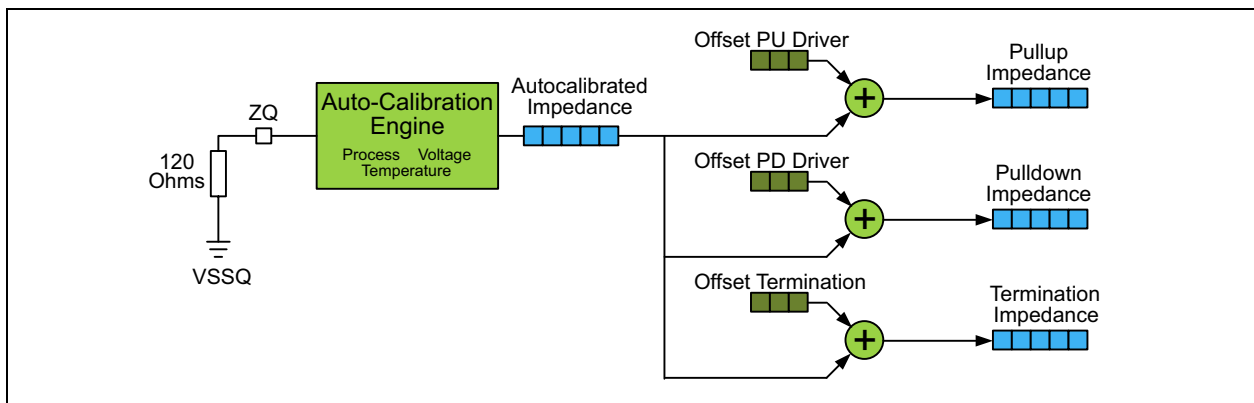 Offset PU Driver
Pullup
Impedance
ZQ
Auto-Calibration
Engine
Process Voltage
Temperature
Autocalibrated
Impedance
+
120
Ohms
VSSQ
Offset PD Driver
Pulldown
Impedance
+
Offset Termination
Termination
Impedance
+